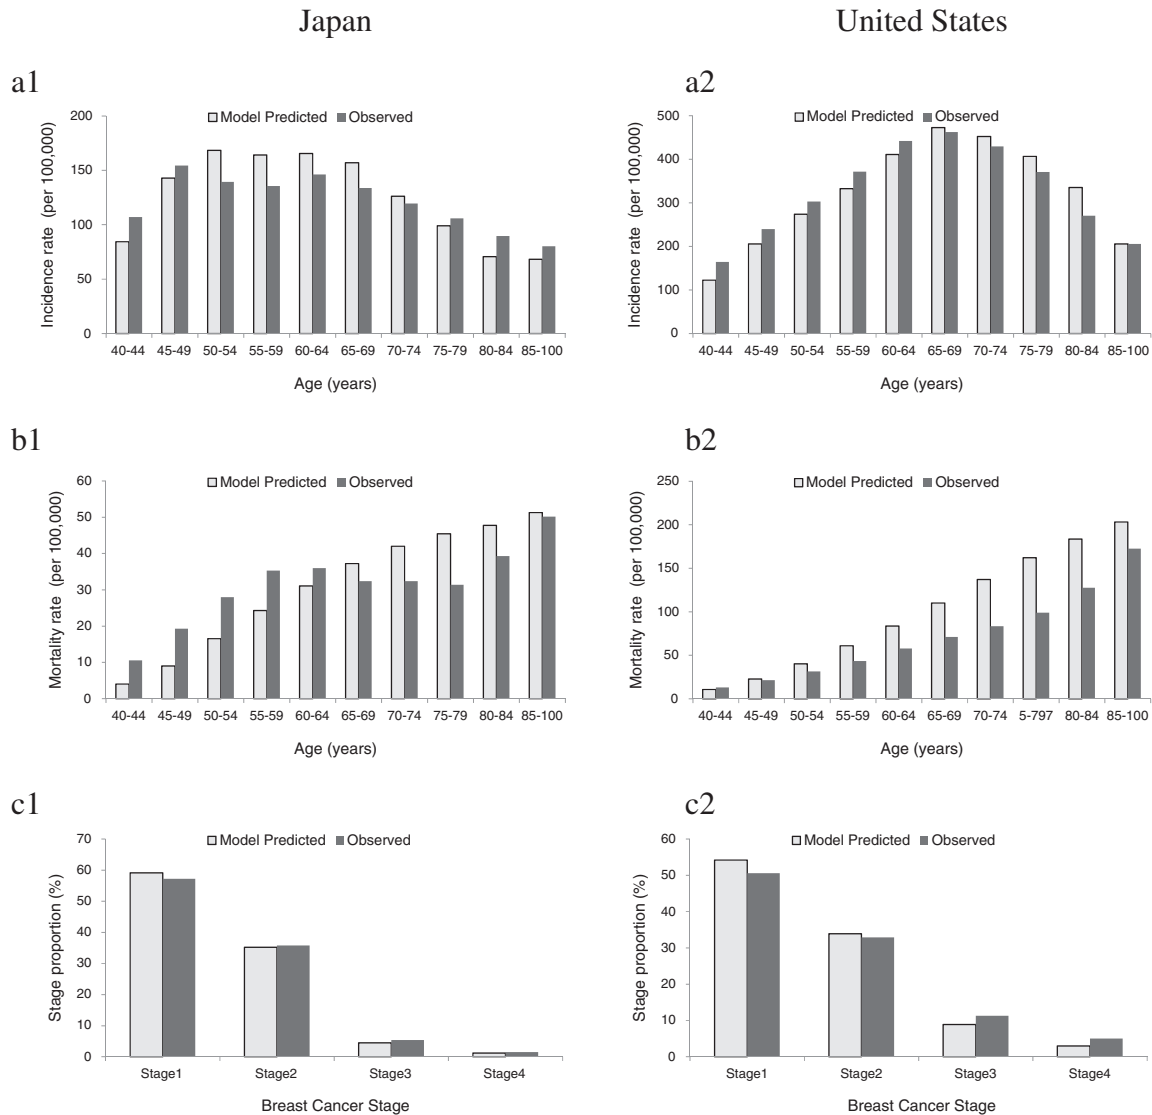 Japan
United States
a1
a2
Model Predicted Observed
Model Predicted Observed
Incidence rate (per 100,000)
200
150
100
50
0
40-44 45-49 50-54 55-59 60-64 65-69 70-74 75-79 80-84 85-100
Age (years)
Incidence rate (per 100,000)
500
400
300
200
100
0
40-44 45-49 50-54 55-59 60-64 65-69 70-74 75-79 80-84 85-100
Age (years)
b1
b2
Model Predicted Observed
Model Predicted Observed
Mortality rate (per 100,000)
60
50
40
30
20
10
0
40-44 45-49 50-54 55-59 60-64 65-69 70-74 75-79 80-84 85-100
Age (years)
Mortality rate (per 100,000)
250
200
150
100
50
0
40-44 45-49 50-54 55-59 60-64 65-69 70-74 5-797 80-84 85-100
Age (years)
c1
c2
Model Predicted Observed
Model Predicted Observed
Stage proportion (%)
70
60
50
40
30
20
10
0
Stage1 Stage2 Stage3 Stage4
Breast Cancer Stage
Stage proportion (%)
60
50
40
30
20
10
0
Stage1 Stage2 Stage3 Stage4
Breast Cancer Stage